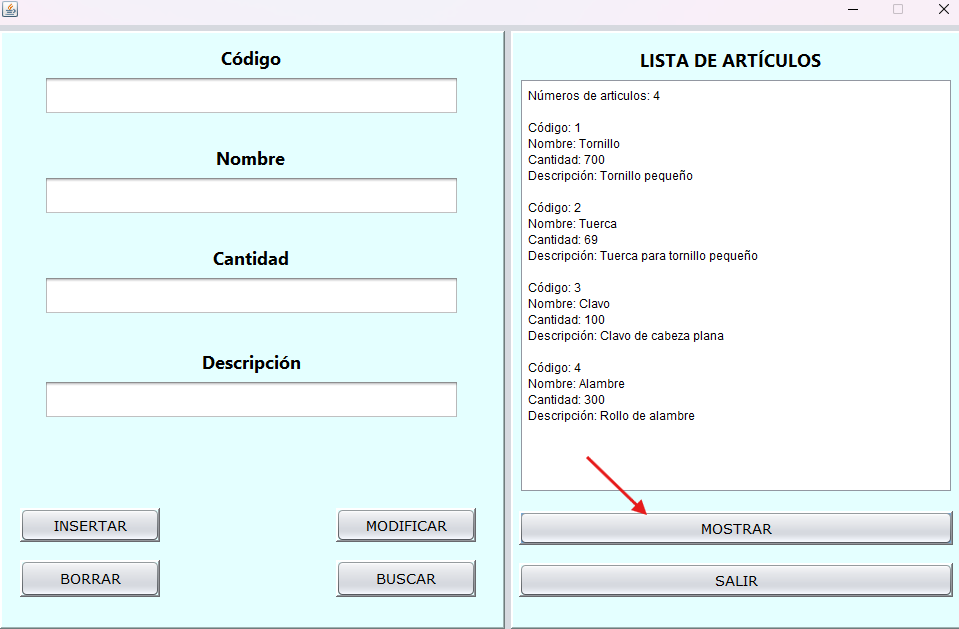 Código
Nombre
Cantidad
Descripción
INSERTAR
MODIFICAR
BORRAR
BUSCAR
LISTA DE ARTÍCULOS
Números de articulos: 4
Código: 1
Nombre: Tornillo
Cantidad: 700
Descripción: Tornillo pequeño
Código: 2
Nombre: Tuerca
Cantidad: 69
Descripción: Tuerca para tornillo pequeño
Código: 3
Nombre: Clavo
Cantidad: 100
Descripción: Clavo de cabeza plana
Código: 4
Nombre: Alambre
Cantidad: 300
Descripción: Rollo de alambre
MOSTRAR
SALIR